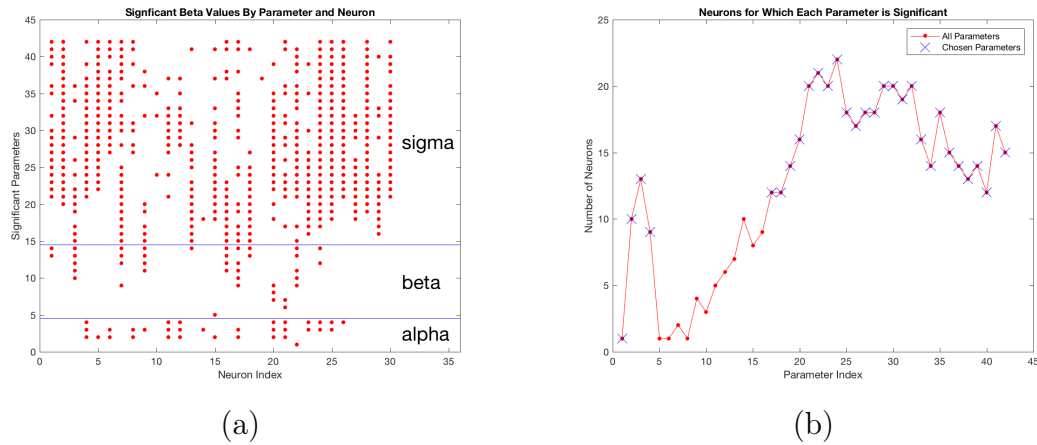 Signficant Beta Values By Parameter and Neuron
45
40
35
30
25
20
15
10
5
0
Significant Parameters
sigma
beta
alpha
0 5 10 15 20 25 30 35
Neuron Index
(a)
Neurons for Which Each Parameter is Significant
25
20
15
10
5
0
Number of Neurons
All Parameters
Chosen Parameters
0 5 10 15 20 25 30 35 40 45
Parameter Index
(b)